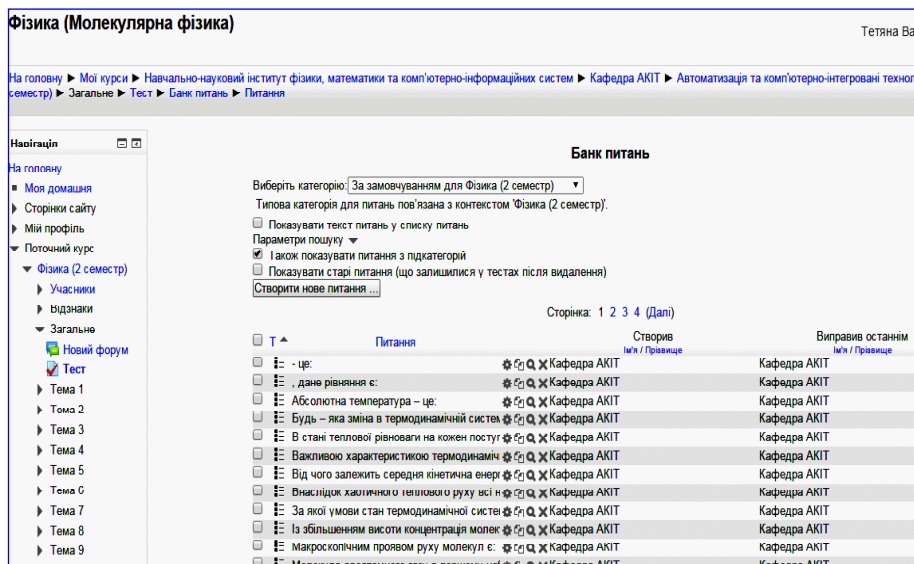 Фізика (Молекулярна фізика)
Тетяна Ва
На головну ► Мої курси ► Навчально-науковий інститут фізики, математики та комп'ютерно-інформаційних систем ► Кафедра АКІТ ► Автоматизація та комп'ютерно-інтегровані технол
семестр) ► Загальне ► Тест ► Банк питань ► Питання
Навігація
На головну
Моя домашня
Сторінки сайту
Мій профіль
Поточний курс
Фізика (2 семестр)
Учасники
Відзнаки
Загальне
Новий форум
Тест
Тема 1
Тема 2
Тема 3
Тема 4
Тема 5
Тема 6
Тема 7
Тема 8
Тема 9
Банк питань
Виберіть категорію: За замовчуванням для Фізика (2 семестр)
Типова категорія для питань пов'язана з контекстом 'Фізика (2 семестр)'.
Показувати текст питань у списку питань
Параметри пошуку
Також показувати питання з підкатегорій
Показувати старі питання (що залишилися у тестах після видалення)
Створити нове питання ...
Сторінка: 1 2 3 4 (Далі)
Т Питання Створив Виправив останнім
Ім'я / Прізвище Ім'я / Прізвище
- це: Кафедра АКІТ Кафедра АКІТ
, дане рівняння є: Кафедра АКІТ Кафедра АКІТ
Абсолютна температура – це: Кафедра АКІТ Кафедра АКІТ
Будь – яка зміна в термодинамічній систем Кафедра АКІТ Кафедра АКІТ
В стані теплової рівноваги на кожен поступ Кафедра АКІТ Кафедра АКІТ
Важливою характеристикою термодинаміч Кафедра АКІТ Кафедра АКІТ
Від чого залежить середня кінетична енерг Кафедра АКІТ Кафедра АКІТ
Внаслідок хаотичного теплового руху всі н Кафедра АКІТ Кафедра АКІТ
За якої умови стан термодинамічної систе Кафедра АКІТ Кафедра АКІТ
Із збільшенням висоти концентрація молек Кафедра АКІТ Кафедра АКІТ
Макроскопічним проявом руху молекул є: Кафедра АКІТ Кафедра АКІТ